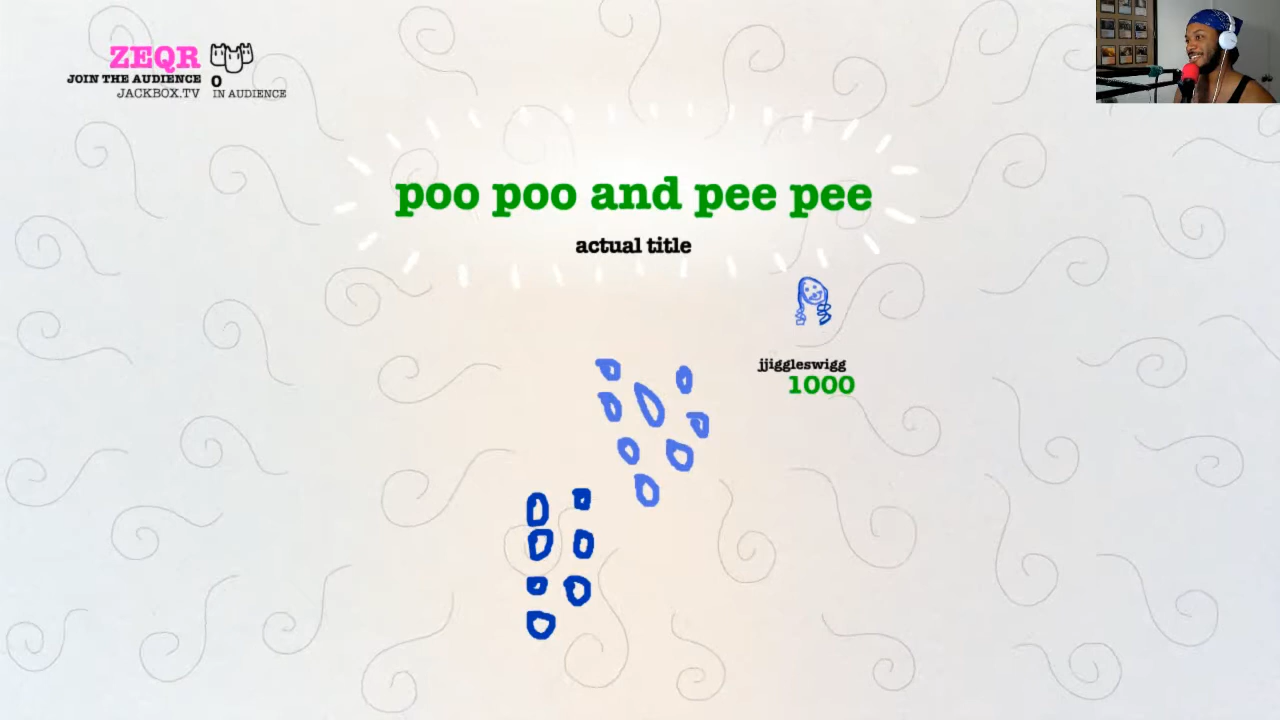 ZEQR
JOIN THE AUDIENCE
JACKBOX.TV
0
IN AUDIENCE
poo poo and pee pee
actual title
jjiggleswigg
1000